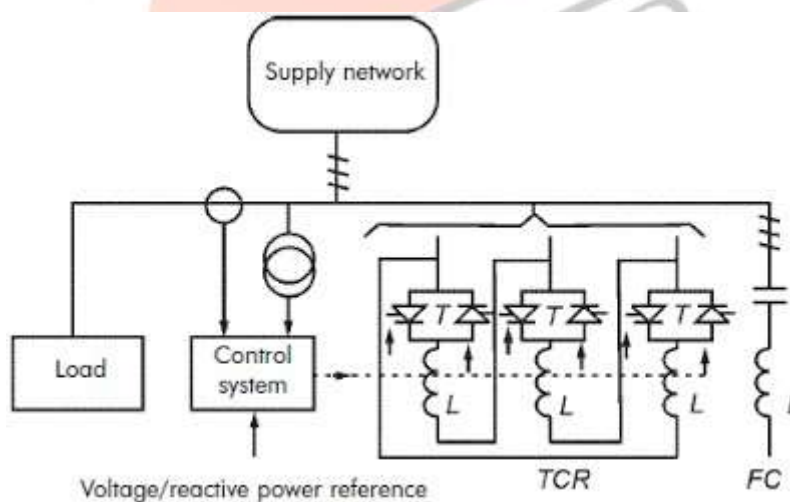 Supply network
Load
Control
system
T
T
T
L
L
L
TCR
FC
Voltage/reactive power reference